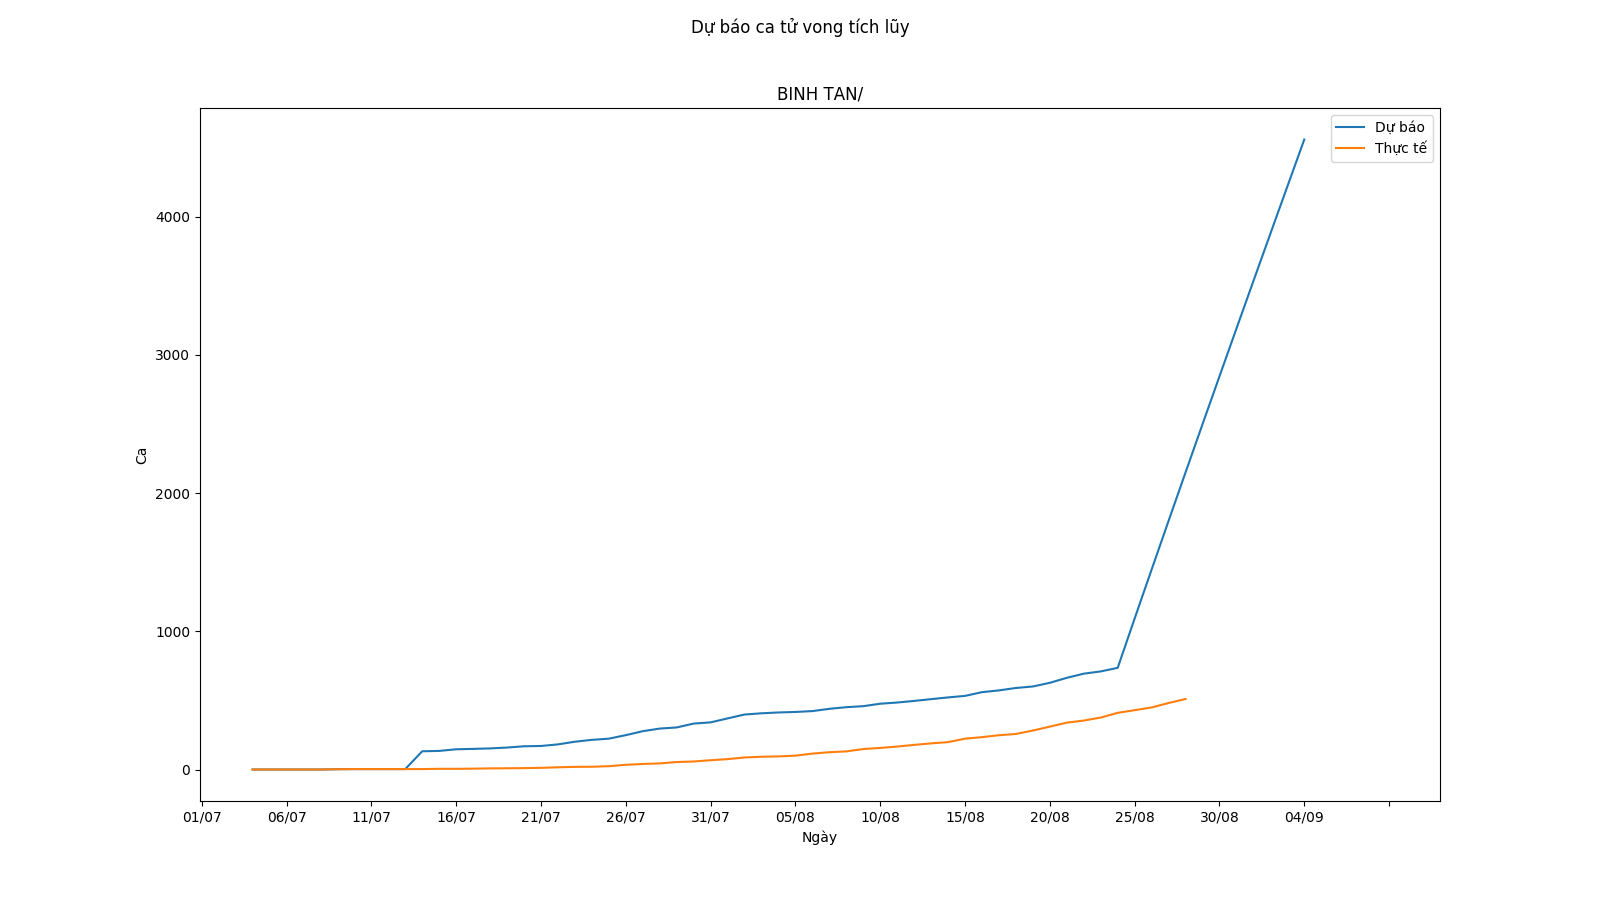 Dự báo ca tử vong tích lũy
BINH TAN/
Dự báo
Thực tế
4000
3000
2000
1000
0
Ca
01/07 06/07 11/07 16/07 21/07 26/07 31/07 05/08 10/08 15/08 20/08 25/08 30/08 04/09
Ngày